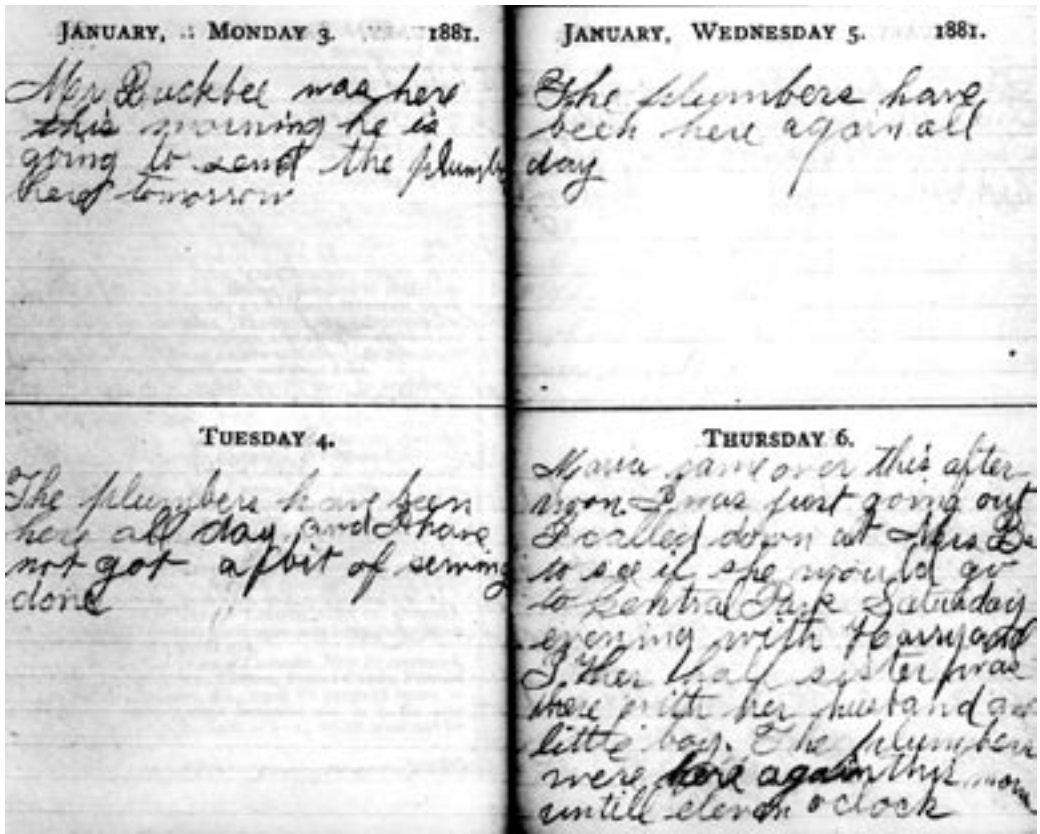 JANUARY, MONDAY 3. 1881.
Mr Buckbee was here
this morning he is
going to send the plumbe
here tomorrow
TUESDAY 4.
The plumbers have been
here all day and I have
not got a bit of sewing
done
JANUARY, WEDNESDAY 5. 1881.
The plumbers have
been here again all
day
THURSDAY 6.
Maria came over this after-
noon I was just going out
I called down at Mrs
to see if she would go
to Central Park Saturday
evening with Harry and
I. Her half sister was
there with her husband and
little boy. The plumbers
were here again this morn
untill eleven o clock